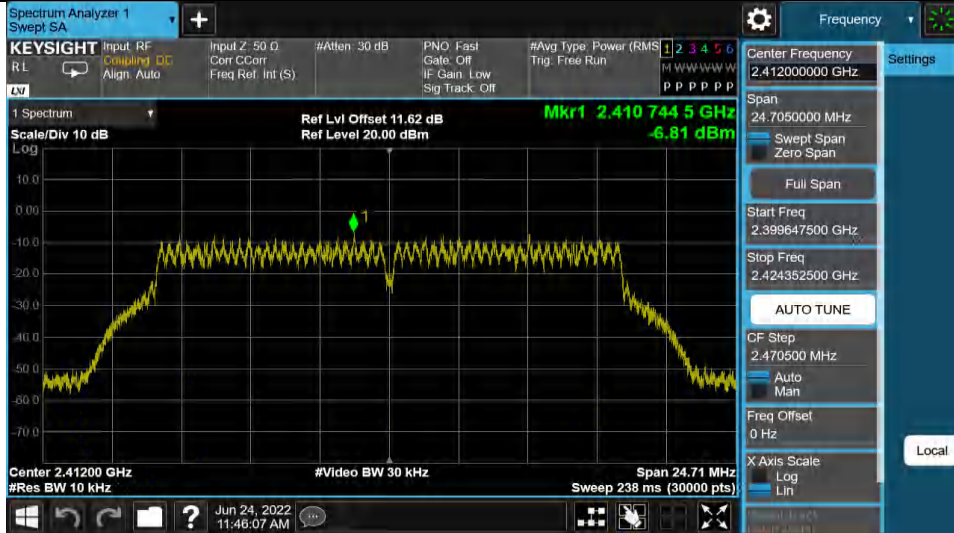 Spectrum Analyzer 1
Swept SA
Frequency
KEYSIGHT
RL
LXI
Input: RF
Coupling: DC
Align: Auto
Input Z: 50 Ω
Corr CCorr
Freq Ref: Int (S)
#Atten: 30 dB
PNO: Fast
Gate: Off
IF Gain: Low
Sig Track: Off
#Avg Type: Power (RMS
Trig: Free Run
1 2 3 4 5 6
M W W W W W
P P P P P P
1 Spectrum
Scale/Div 10 dB
Log
Ref Lvl Offset 11.62 dB
Ref Level 20.00 dBm
Mkr1 2.410 744 5 GHz
-6.81 dBm
10.0
0.00
-10.0
-20.0
-30.0
-40.0
-50.0
-60.0
-70.0
1
Center 2.41200 GHz
#Res BW 10 kHz
#Video BW 30 kHz
Span 24.71 MHz
Sweep 238 ms (30000 pts)
Jun 24, 2022
11:46:07 AM
Center Frequency
2.412000000 GHz
Span
24.7050000 MHz
Swept Span
Zero Span
Full Span
Start Freq
2.399647500 GHz
Stop Freq
2.424352500 GHz
AUTO TUNE
CF Step
2.470500 MHz
Auto
Man
Freq Offset
0 Hz
X Axis Scale
Log
Lin
Settings
Local